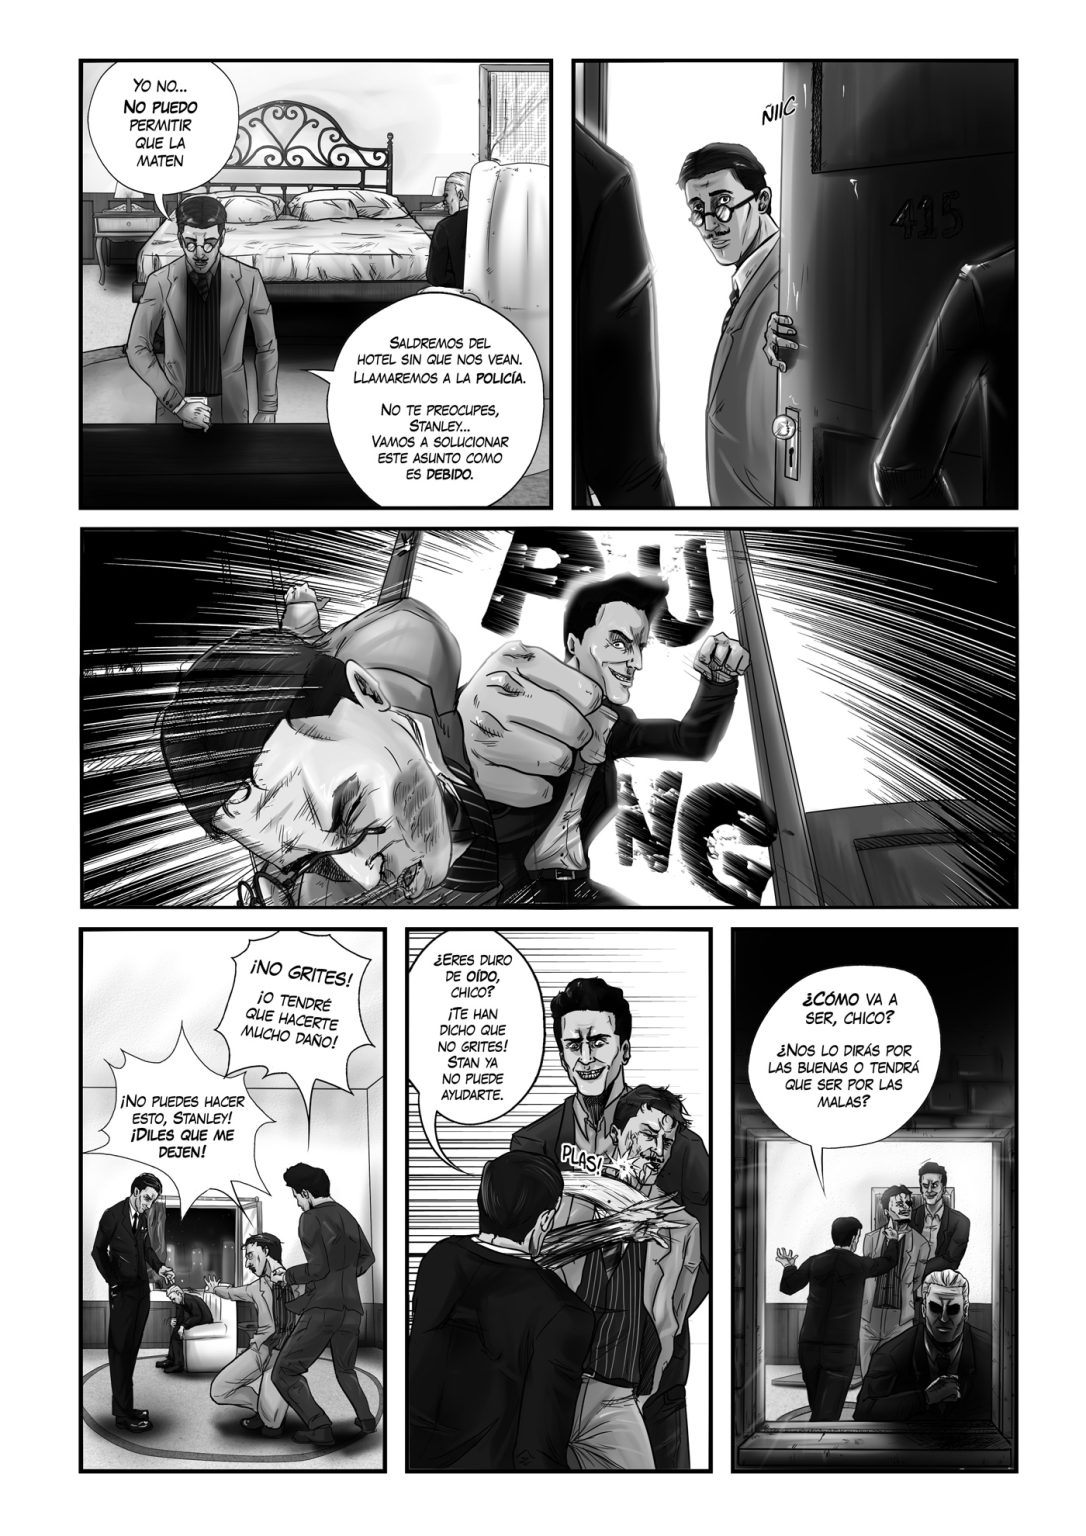 Yo no...
No puedo
permitir
que la
maten
Saldremos del
hotel sin que nos vean.
Llamaremos a la policía.
No te preocupes,
Stanley...
Vamos a solucionar
este asunto como
es debido.
ÑIIC
415
PU
NG
¡No grites!
¡O tendré
que hacerte
mucho daño!
¡No puedes hacer
esto, Stanley!
¡Diles que me
dejen!
¿Eres duro
de oído,
chico?
¡Te han
dicho que
no grites!
Stan ya
no puede
ayudarte.
PLAS!
¿Cómo va a
ser, chico?
¿Nos lo dirás por
las buenas o tendrá
que ser por las
malas?